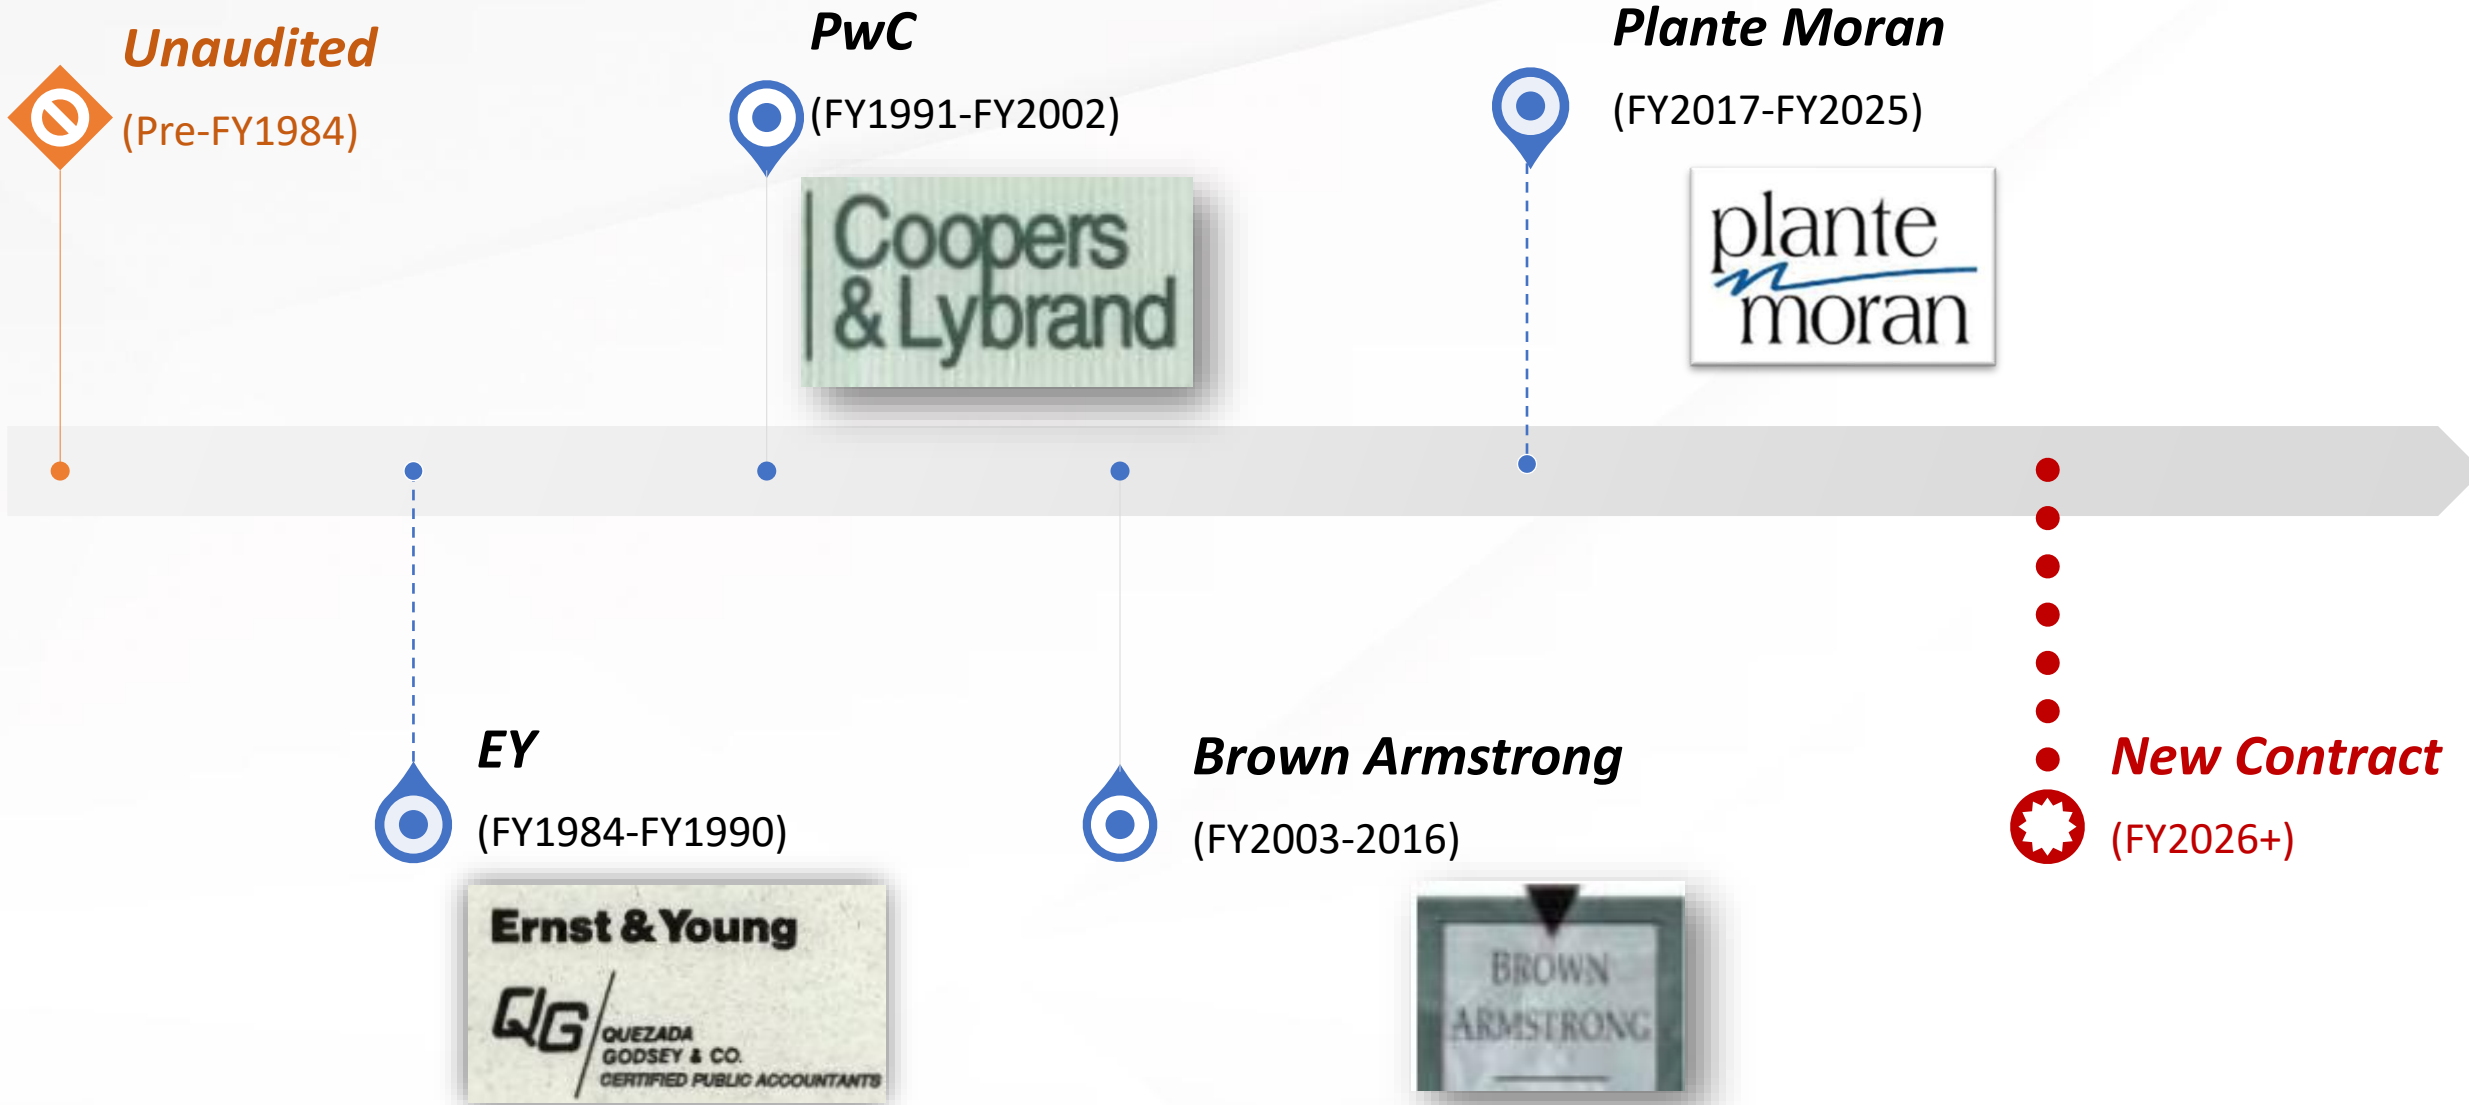 Unaudited
(Pre-FY1984)
PwC
(FY1991-FY2002)
Coopers
& Lybrand
Plante Moran
(FY2017-FY2025)
plante
moran
EY
(FY1984-FY1990)
Ernst & Young
QG
QUEZADA
GODSEY & CO.
CERTIFIED PUBLIC ACCOUNTANTS
Brown Armstrong
(FY2003-2016)
BROWN
ARMSTRONG
New Contract
(FY2026+)